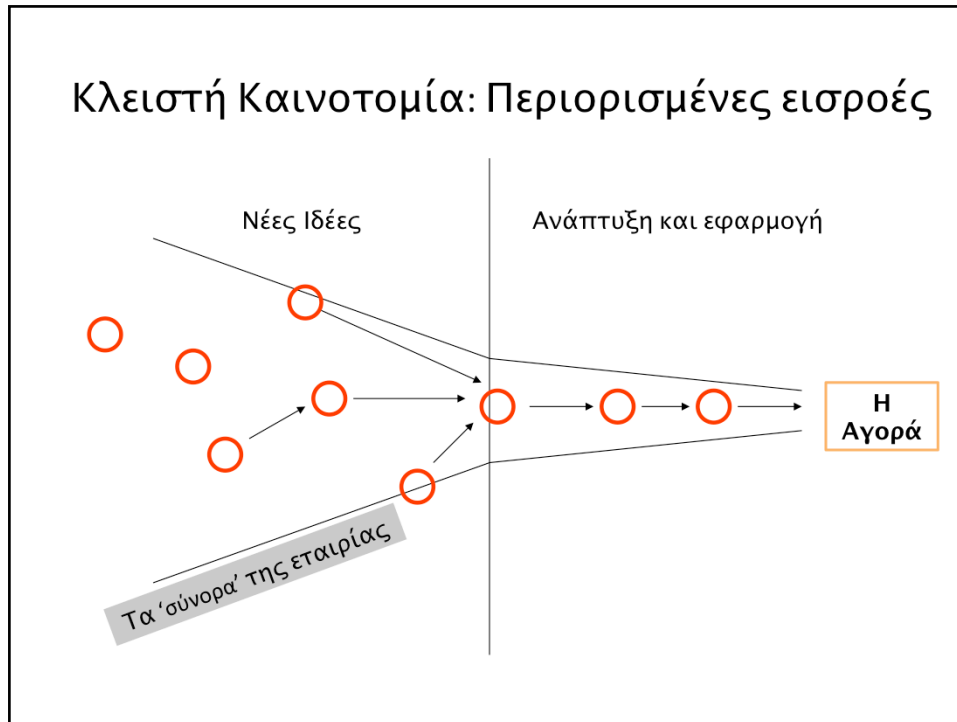 Κλειστή Καινοτομία: Περιορισμένες εισροές
Νέες Ιδέες
Ανάπτυξη και εφαρμογή
Η
Αγορά
Τα ‘σύνορα’ της εταιρίας